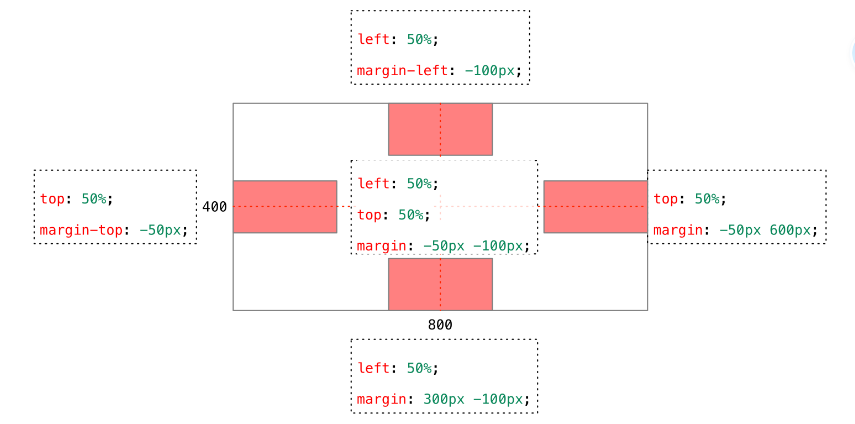 left: 50%;
margin-left: -100px;
top: 50%;
margin-top: -50px;
400
left: 50%;
top: 50%;
margin: -50px -100px;
top: 50%;
margin: -50px 600px;
800
left: 50%;
margin: 300px -100px;